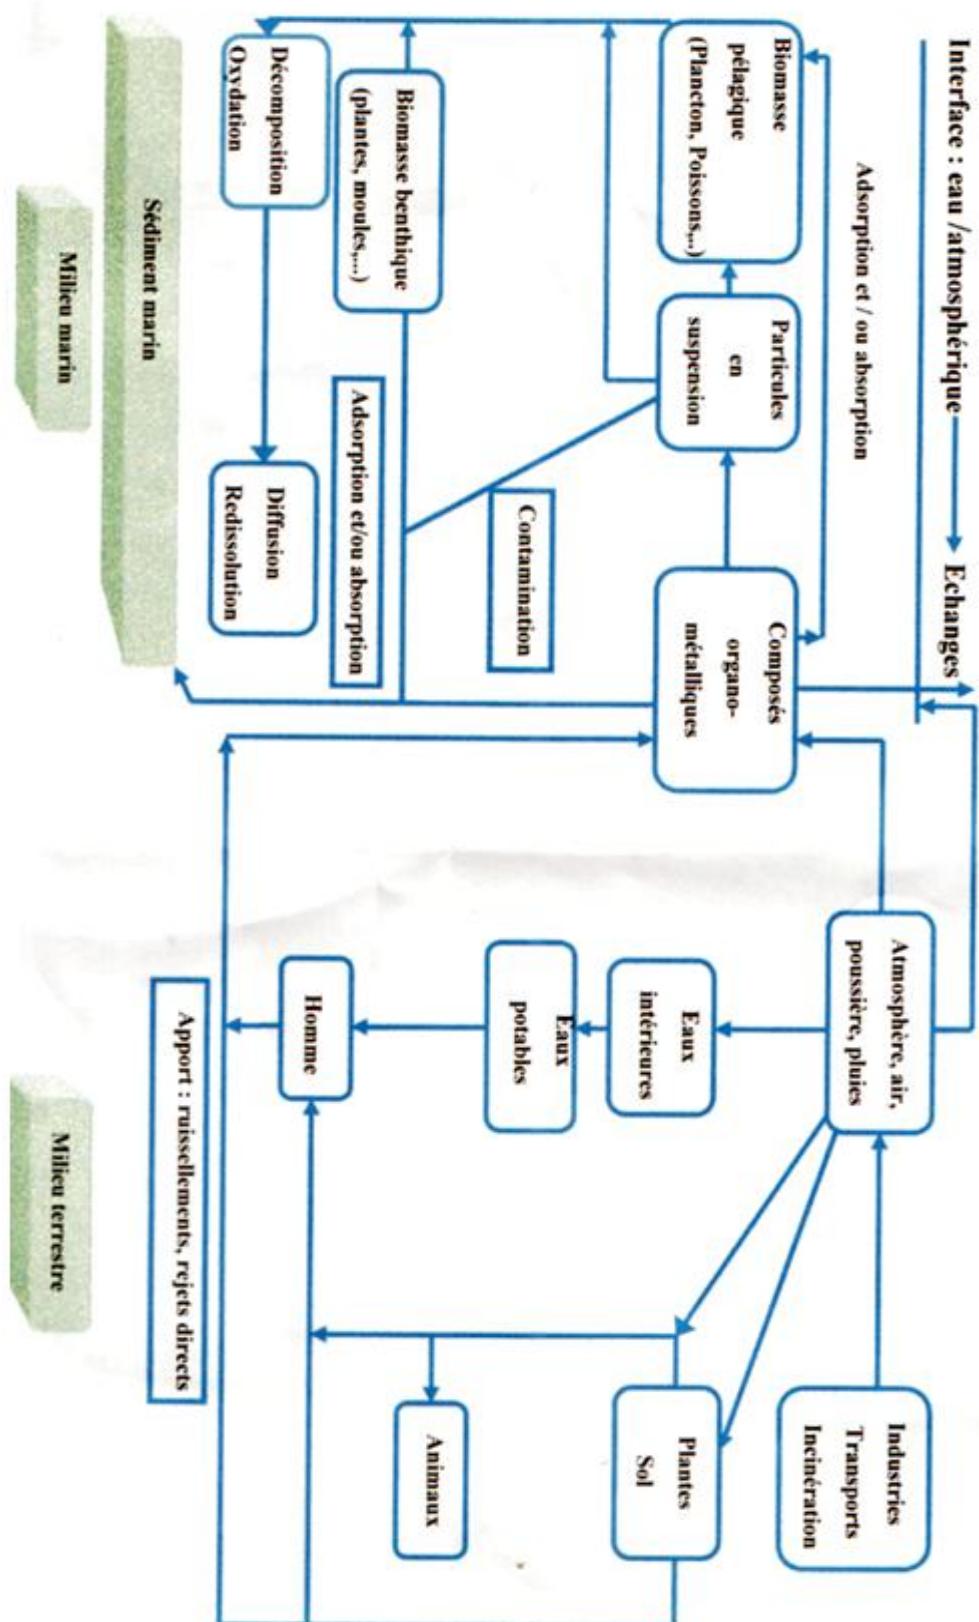 Interface : eau /atmosphérique
Echanges
Adsorption et / ou absorption
Biomasse
pélagique
(Plancton, Poissons,..)
Particules
en
suspension
Composés
organo-
métalliques
Contamination
Biomasse benthique
(plantes, moules,...)
Adsorption et/ou absorption
Décomposition
Oxydation
Diffusion
Redissolution
Sédiment marin
Milieu marin
Atmosphère, air,
poussière, pluies
Industries
Transports
Incinération
Eaux
intérieures
Plantes
Sol
Eaux
potables
Animaux
Homme
Apport : ruissellements, rejets directs
Milieu terrestre